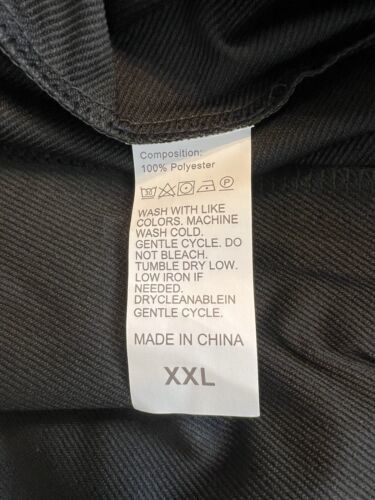 Composition:
100% Polyester
WASH WITH LIKE
COLORS. MACHINE
WASH COLD.
GENTLE CYCLE. DO
NOT BLEACH.
TUMBLE DRY LOW.
LOW IRON IF
NEEDED.
DRYCLEANABLEIN
GENTLE CYCLE.
MADE IN CHINA
XXL